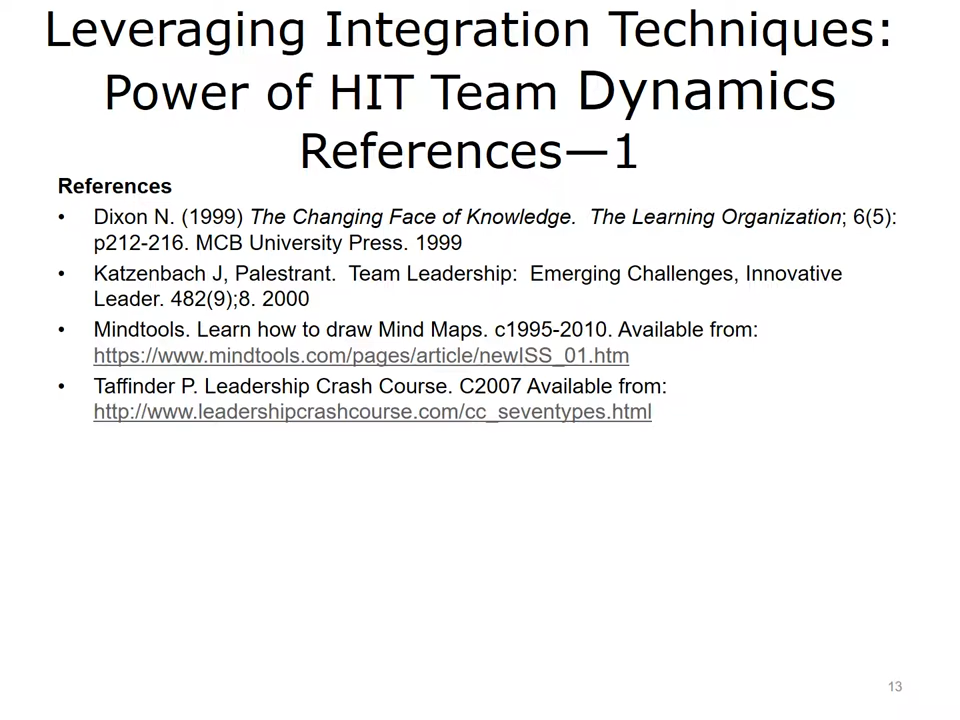 Leveraging Integration Techniques:
Power of HIT Team Dynamics
References—1
References
• Dixon N. (1999) The Changing Face of Knowledge.  The Learning Organization; 6(5):
p212-216. MCB University Press. 1999
• Katzenbach J, Palestrant.  Team Leadership:  Emerging Challenges, Innovative
Leader. 482(9);8. 2000
• Mindtools. Learn how to draw Mind Maps. c1995-2010. Available from:
https://www.mindtools.com/pages/article/newISS_01.htm
• Taffinder P. Leadership Crash Course. C2007 Available from:
http://www.leadershipcrashcourse.com/cc_seventypes.html
13